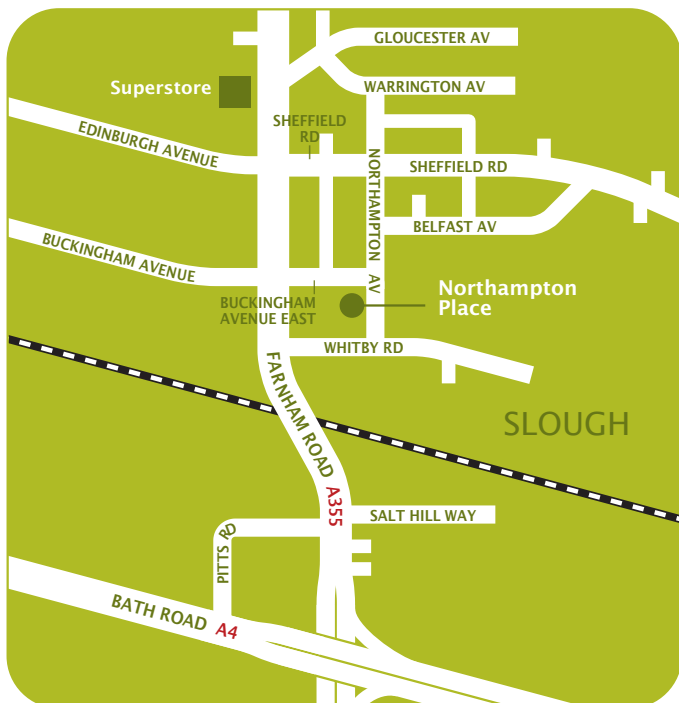 GLOUCESTER AV
Superstore
WARRINGTON AV
SHEFFIELD
RD
EDINBURGH AVENUE
NORTHAMPTON AV
SHEFFIELD RD
BELFAST AV
BUCKINGHAM AVENUE
BUCKINGHAM
AVENUE EAST
Northampton
Place
WHITBY RD
FARNHAM ROAD A355
SLOUGH
SALT HILL WAY
PITTS RD
BATH ROAD A4